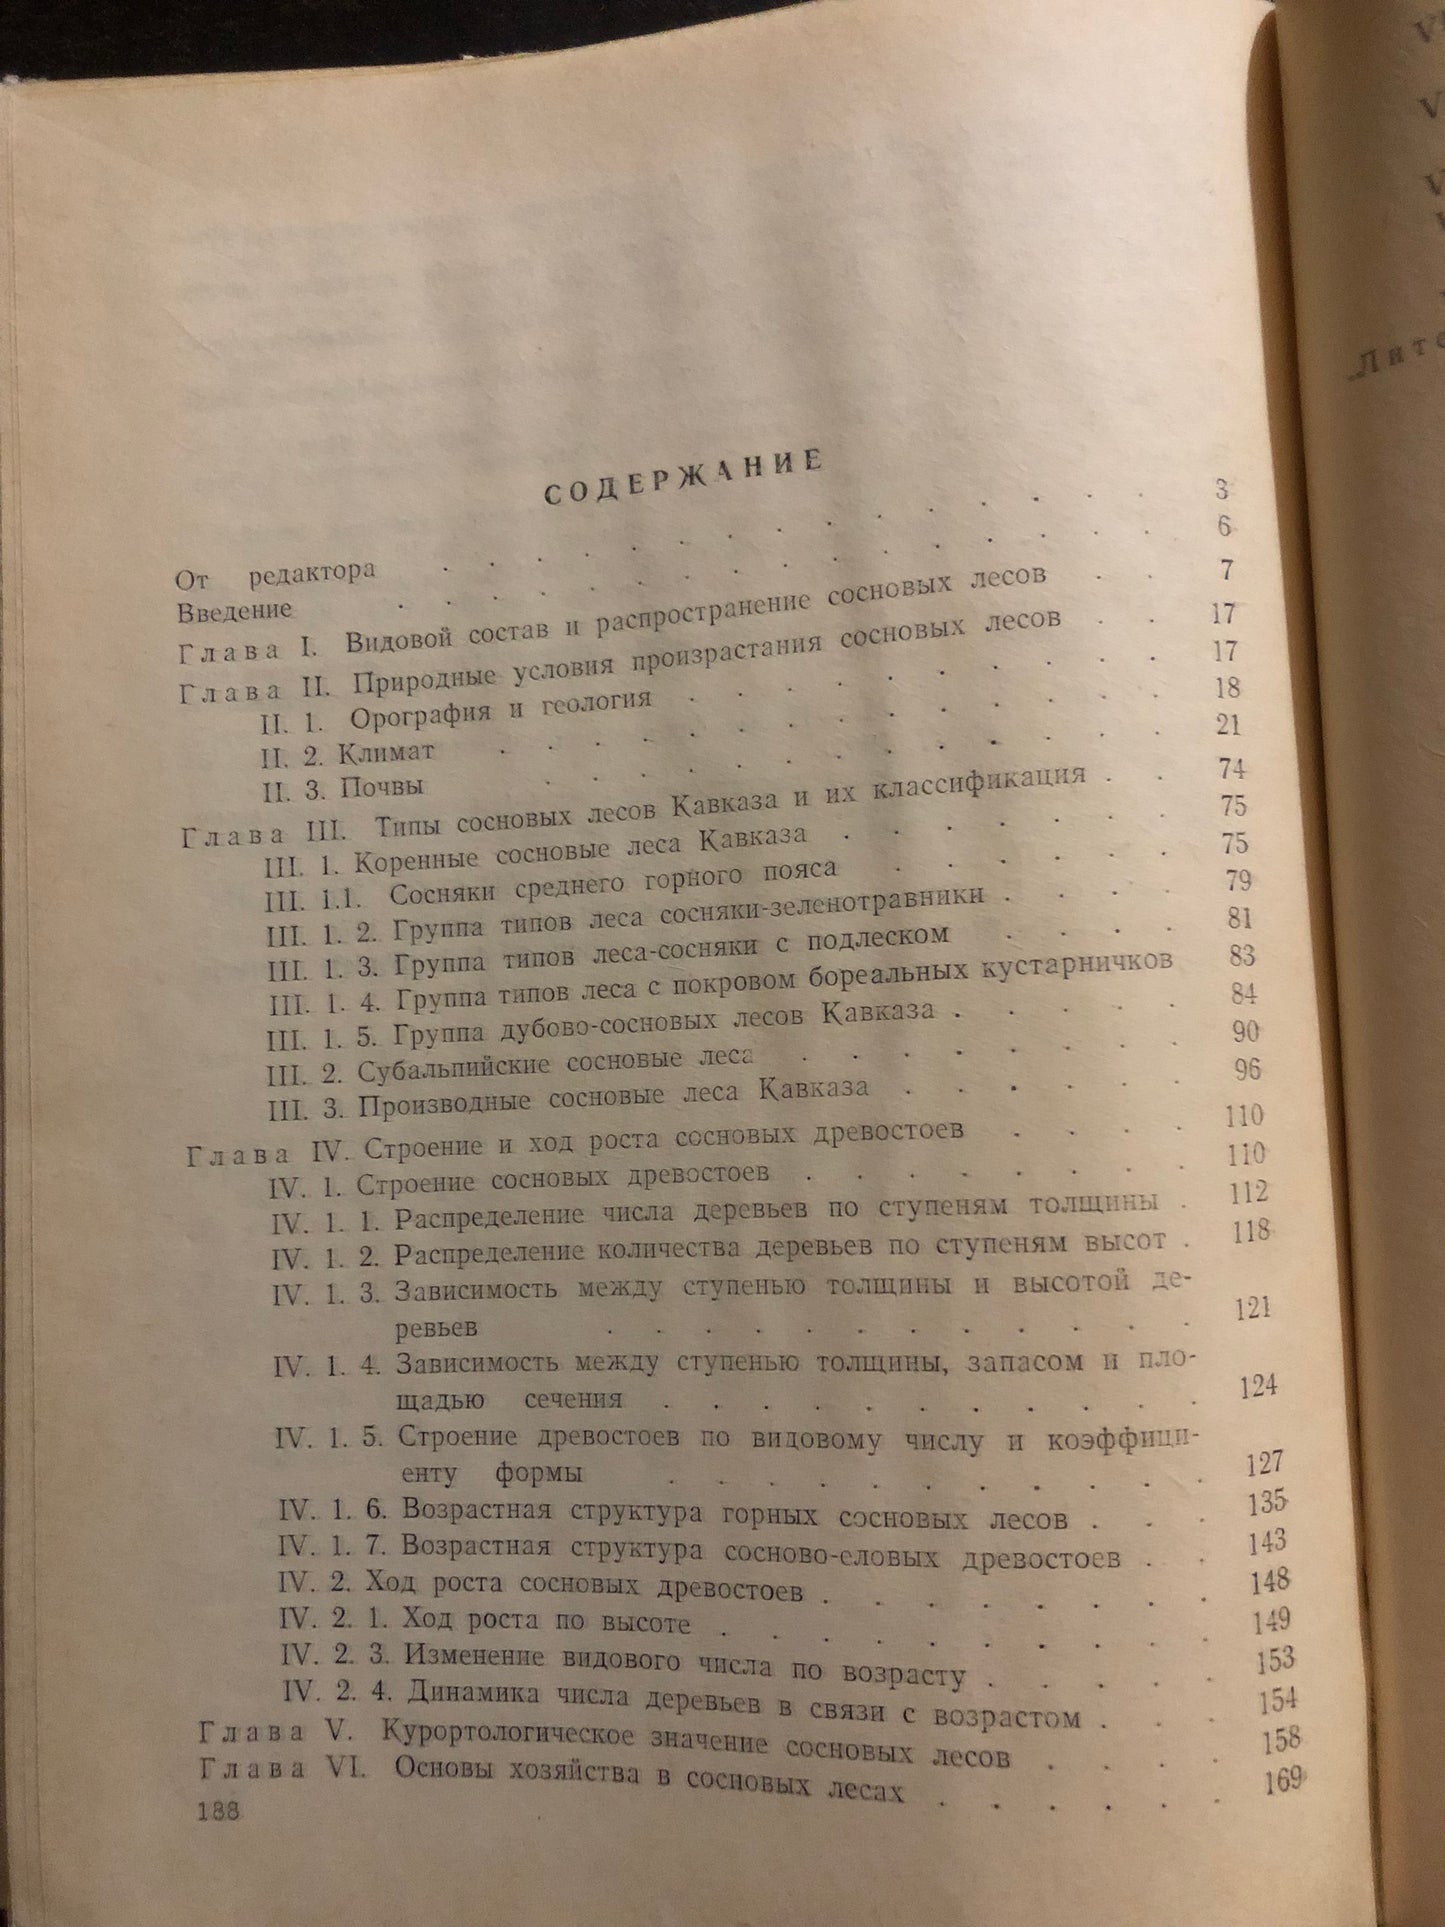 СОДЕРЖАНИЕ
От редактора . . . . . . . . . . . . . . . 3
Введение . . . . . . . . . . . . . . . . 6
Глава I. Видовой состав и распространение сосновых лесов . . 7
Глава II. Природные условия произрастания сосновых лесов . . 17
II. 1. Орография и геология . . . . . . . . . . 17
II. 2. Климат . . . . . . . . . . . . . . 18
II. 3. Почвы . . . . . . . . . . . . . 21
Глава III. Типы сосновых лесов Кавказа и их классификация . . 74
III. 1. Коренные сосновые леса Кавказа . . . . . . . 75
III. 1.1. Сосняки среднего горного пояса . . . . . . 75
III. 1. 2. Группа типов леса сосняки-зеленотравники . . . . 79
III. 1. 3. Группа типов леса-сосняки с подлеском . . . . 81
III. 1. 4. Группа типов леса с покровом бореальных кустарничков 83
III. 1. 5. Группа дубово-сосновых лесов Кавказа . . . . . 84
III. 2. Субальпийские сосновые леса . . . . . . . . 90
III. 3. Производные сосновые леса Кавказа . . . . . . 96
Глава IV. Строение и ход роста сосновых древостоев . . . . 110
IV. 1. Строение сосновых древостоев . . . . . . . . 110
IV. 1. 1. Распределение числа деревьев по ступеням толщины . 112
IV. 1. 2. Распределение количества деревьев по ступеням высот . 118
IV. 1. 3. Зависимость между ступенью толщины и высотой де-
ревьев . . . . . . . . . . . . 121
IV. 1. 4. Зависимость между ступенью толщины, запасом и пло-
щадью сечения . . . . . . . . . . . 124
IV. 1. 5. Строение древостоев по видовому числу и коэффици-
енту формы . . . . . . . . . . . 127
IV. 1. 6. Возрастная структура горных сосновых лесов . . . 135
IV. 1. 7. Возрастная структура сосново-еловых древостоев . . 143
IV. 2. Ход роста сосновых древостоев . . . . . . . . 148
IV. 2. 1. Ход роста по высоте . . . . . . . . . . 149
IV. 2. 3. Изменение видового числа по возрасту . . . . . 153
IV. 2. 4. Динамика числа деревьев в связи с возрастом . . . 154
Глава V. Курортологическое значение сосновых лесов . . . . 158
Глава VI. Основы хозяйства в сосновых лесах . . . . . . 169
188